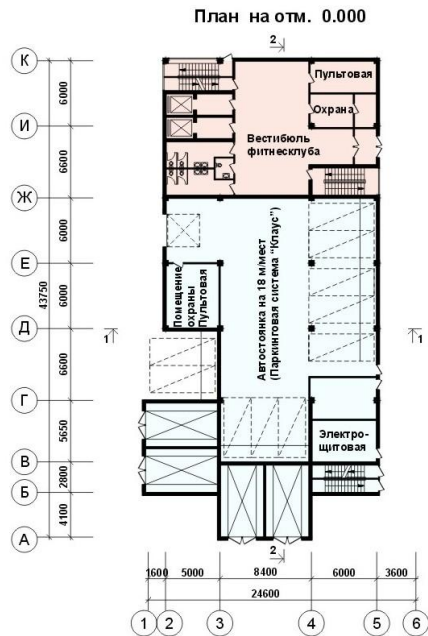 План на отм. 0.000
2
К
И
Ж
Е
Д
Г
В
Б
А
6000
6600
6000
6000
6600
5650
2800
4100
43750
Пультовая
Охрана
Вестибюль
фитнесклуба
Помещение
охраны
Пультовая
Автостоянка на 18 м/мест
(Паркинговая система "Клаус")
1
1
Электро-
щитовая
2
1600 5000 8400 6000 3600
24600
1 2 3 4 5 6